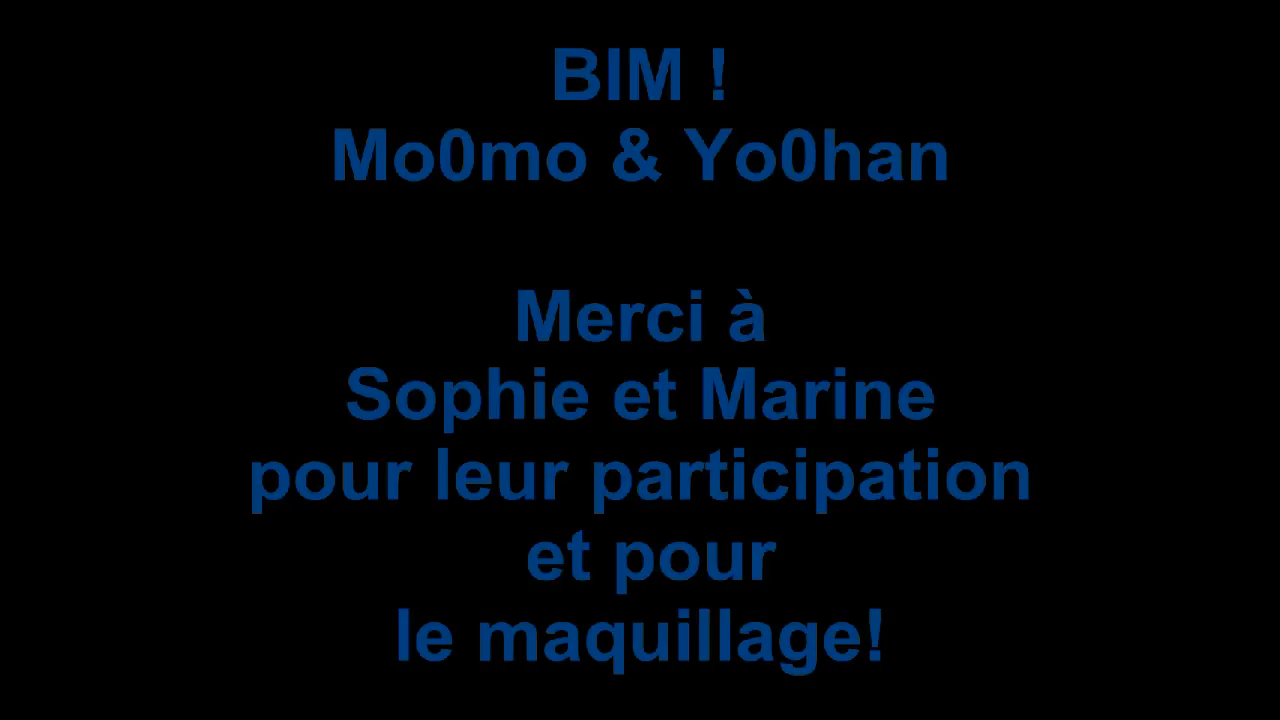 BIM !
Mo0mo & Yo0han
Merci à
Sophie et Marine
pour leur participation
et pour
le maquillage!